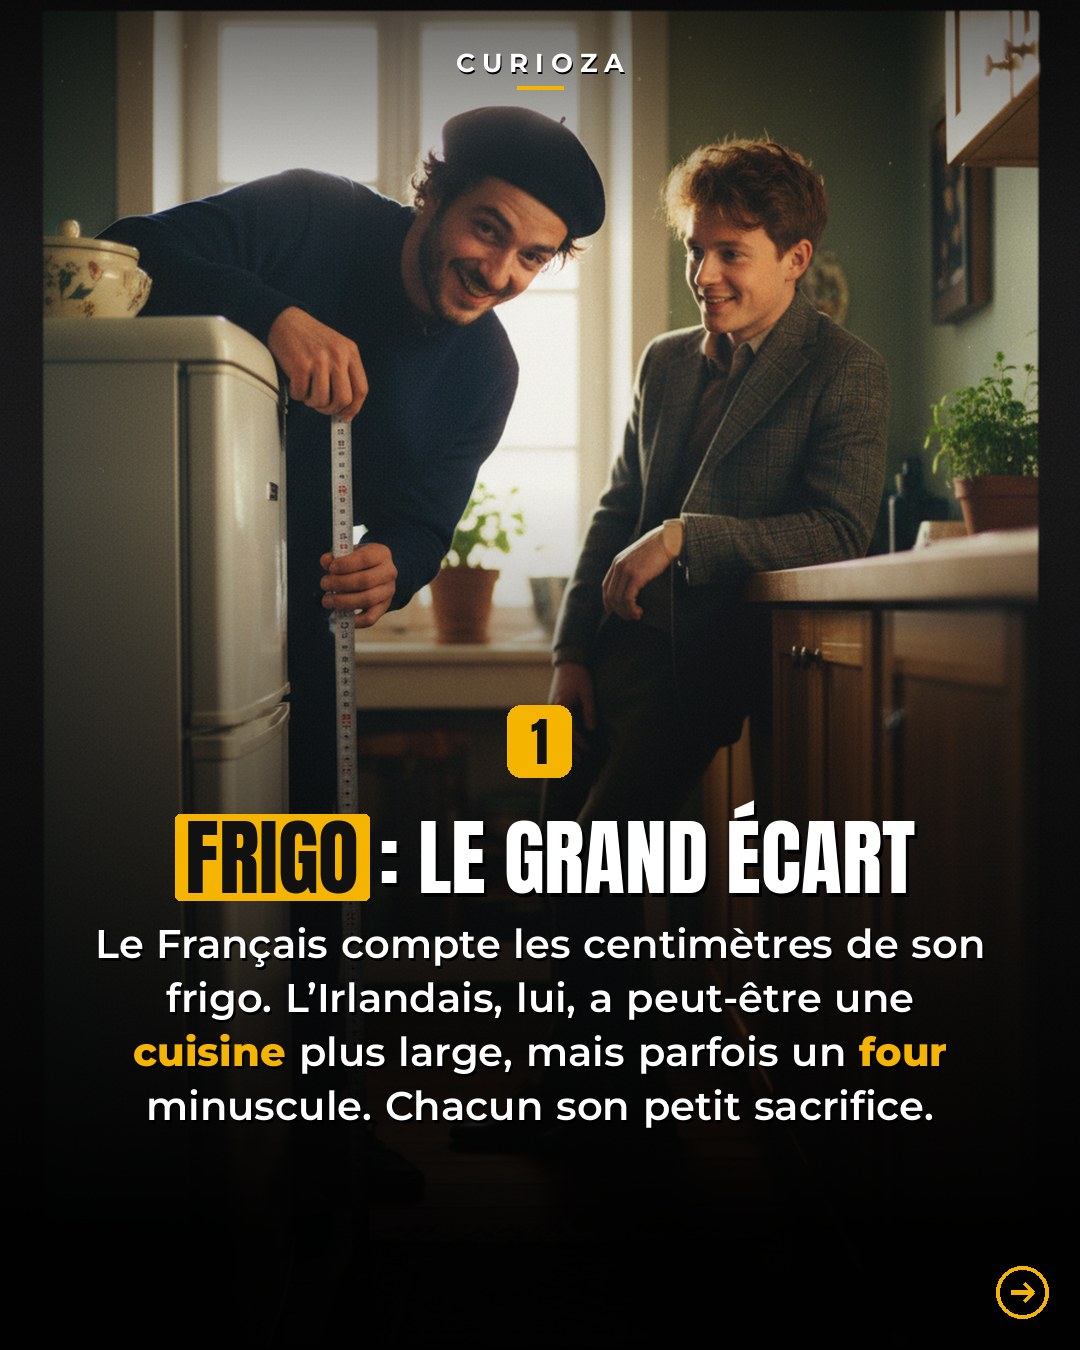 CURIOZA
1
FRIGO : LE GRAND ÉCART
Le Français compte les centimètres de son
frigo. L’Irlandais, lui, a peut-être une
cuisine plus large, mais parfois un four
minuscule. Chacun son petit sacrifice.